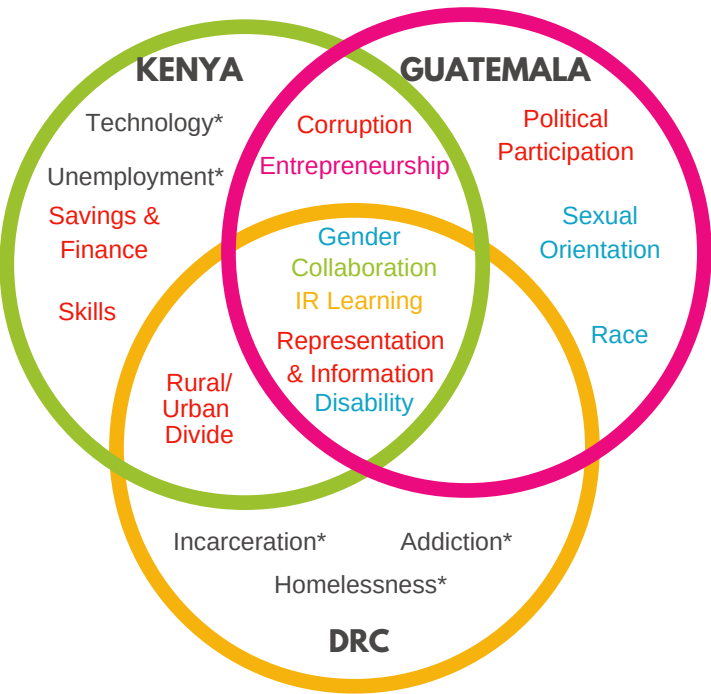 KENYA
GUATEMALA
Technology*
Unemployment*
Savings &
Finance
Skills
Corruption
Entrepreneurship
Political
Participation
Sexual
Orientation
Race
Gender
Collaboration
IR Learning
Representation
& Information
Disability
Rural/
Urban
Divide
Incarceration*
Addiction*
Homelessness*
DRC